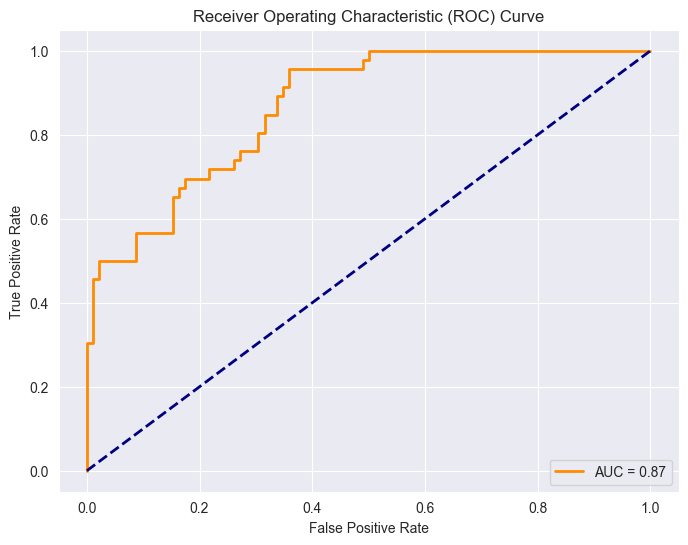 Receiver Operating Characteristic (ROC) Curve
1.0
0.8
0.6
0.4
0.2
0.0
True Positive Rate
AUC = 0.87
0.0 0.2 0.4 0.6 0.8 1.0
False Positive Rate